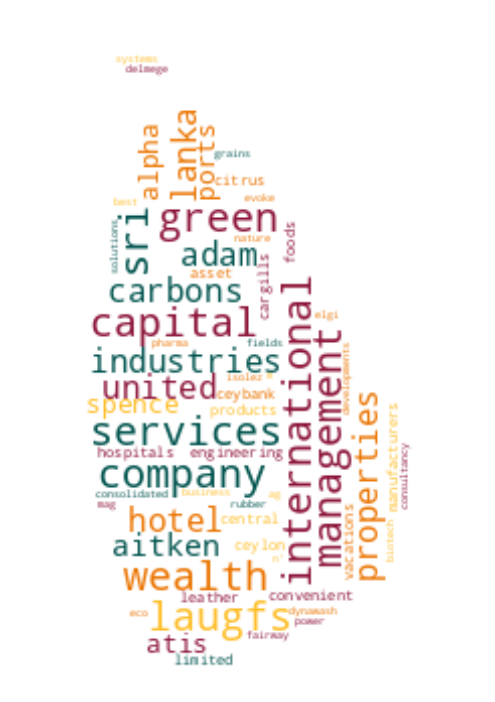 systems
delmege
alpha
lanka
ports
grains
citrus
best
evoke
solutions
sri
green
nature
foods
adam
asset
cargills
carbons
international
capital
elgi
pharma
fields
industries
management
developments
united
isolez
e
ceybank
spence
products
properties
manufacturers
services
hospitals
engineering
consultancy
company
consolidated
business
ag
mag
rubber
hotel
central
vacations
biotech
aitken
ceylon
n
wealth
leather
convenient
eco
laugfs
dynawash
power
fairway
atis
limited